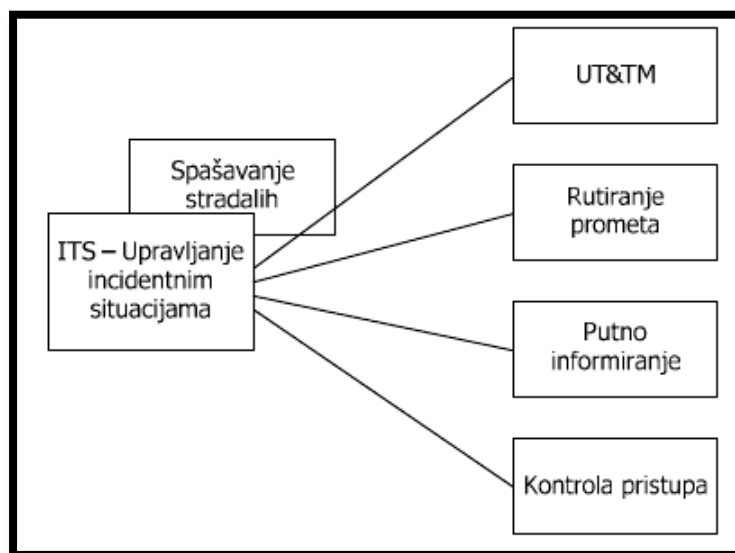 Spašavanje
stradalih
ITS – Upravljanje
incidentnim
situacijama
UT&TM
Rutiranje
prometa
Putno
informiranje
Kontrola pristupa